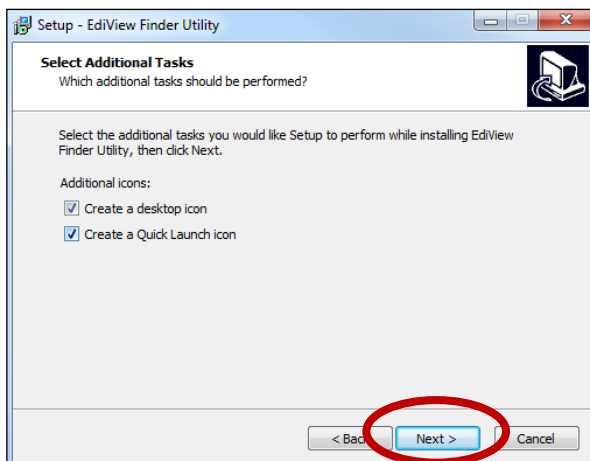 Setup - EdiView Finder Utility
Select Additional Tasks
Which additional tasks should be performed?
Select the additional tasks you would like Setup to perform while installing EdiView
Finder Utility, then click Next.
Additional icons:
Create a desktop icon
Create a Quick Launch icon
< Back Next > Cancel